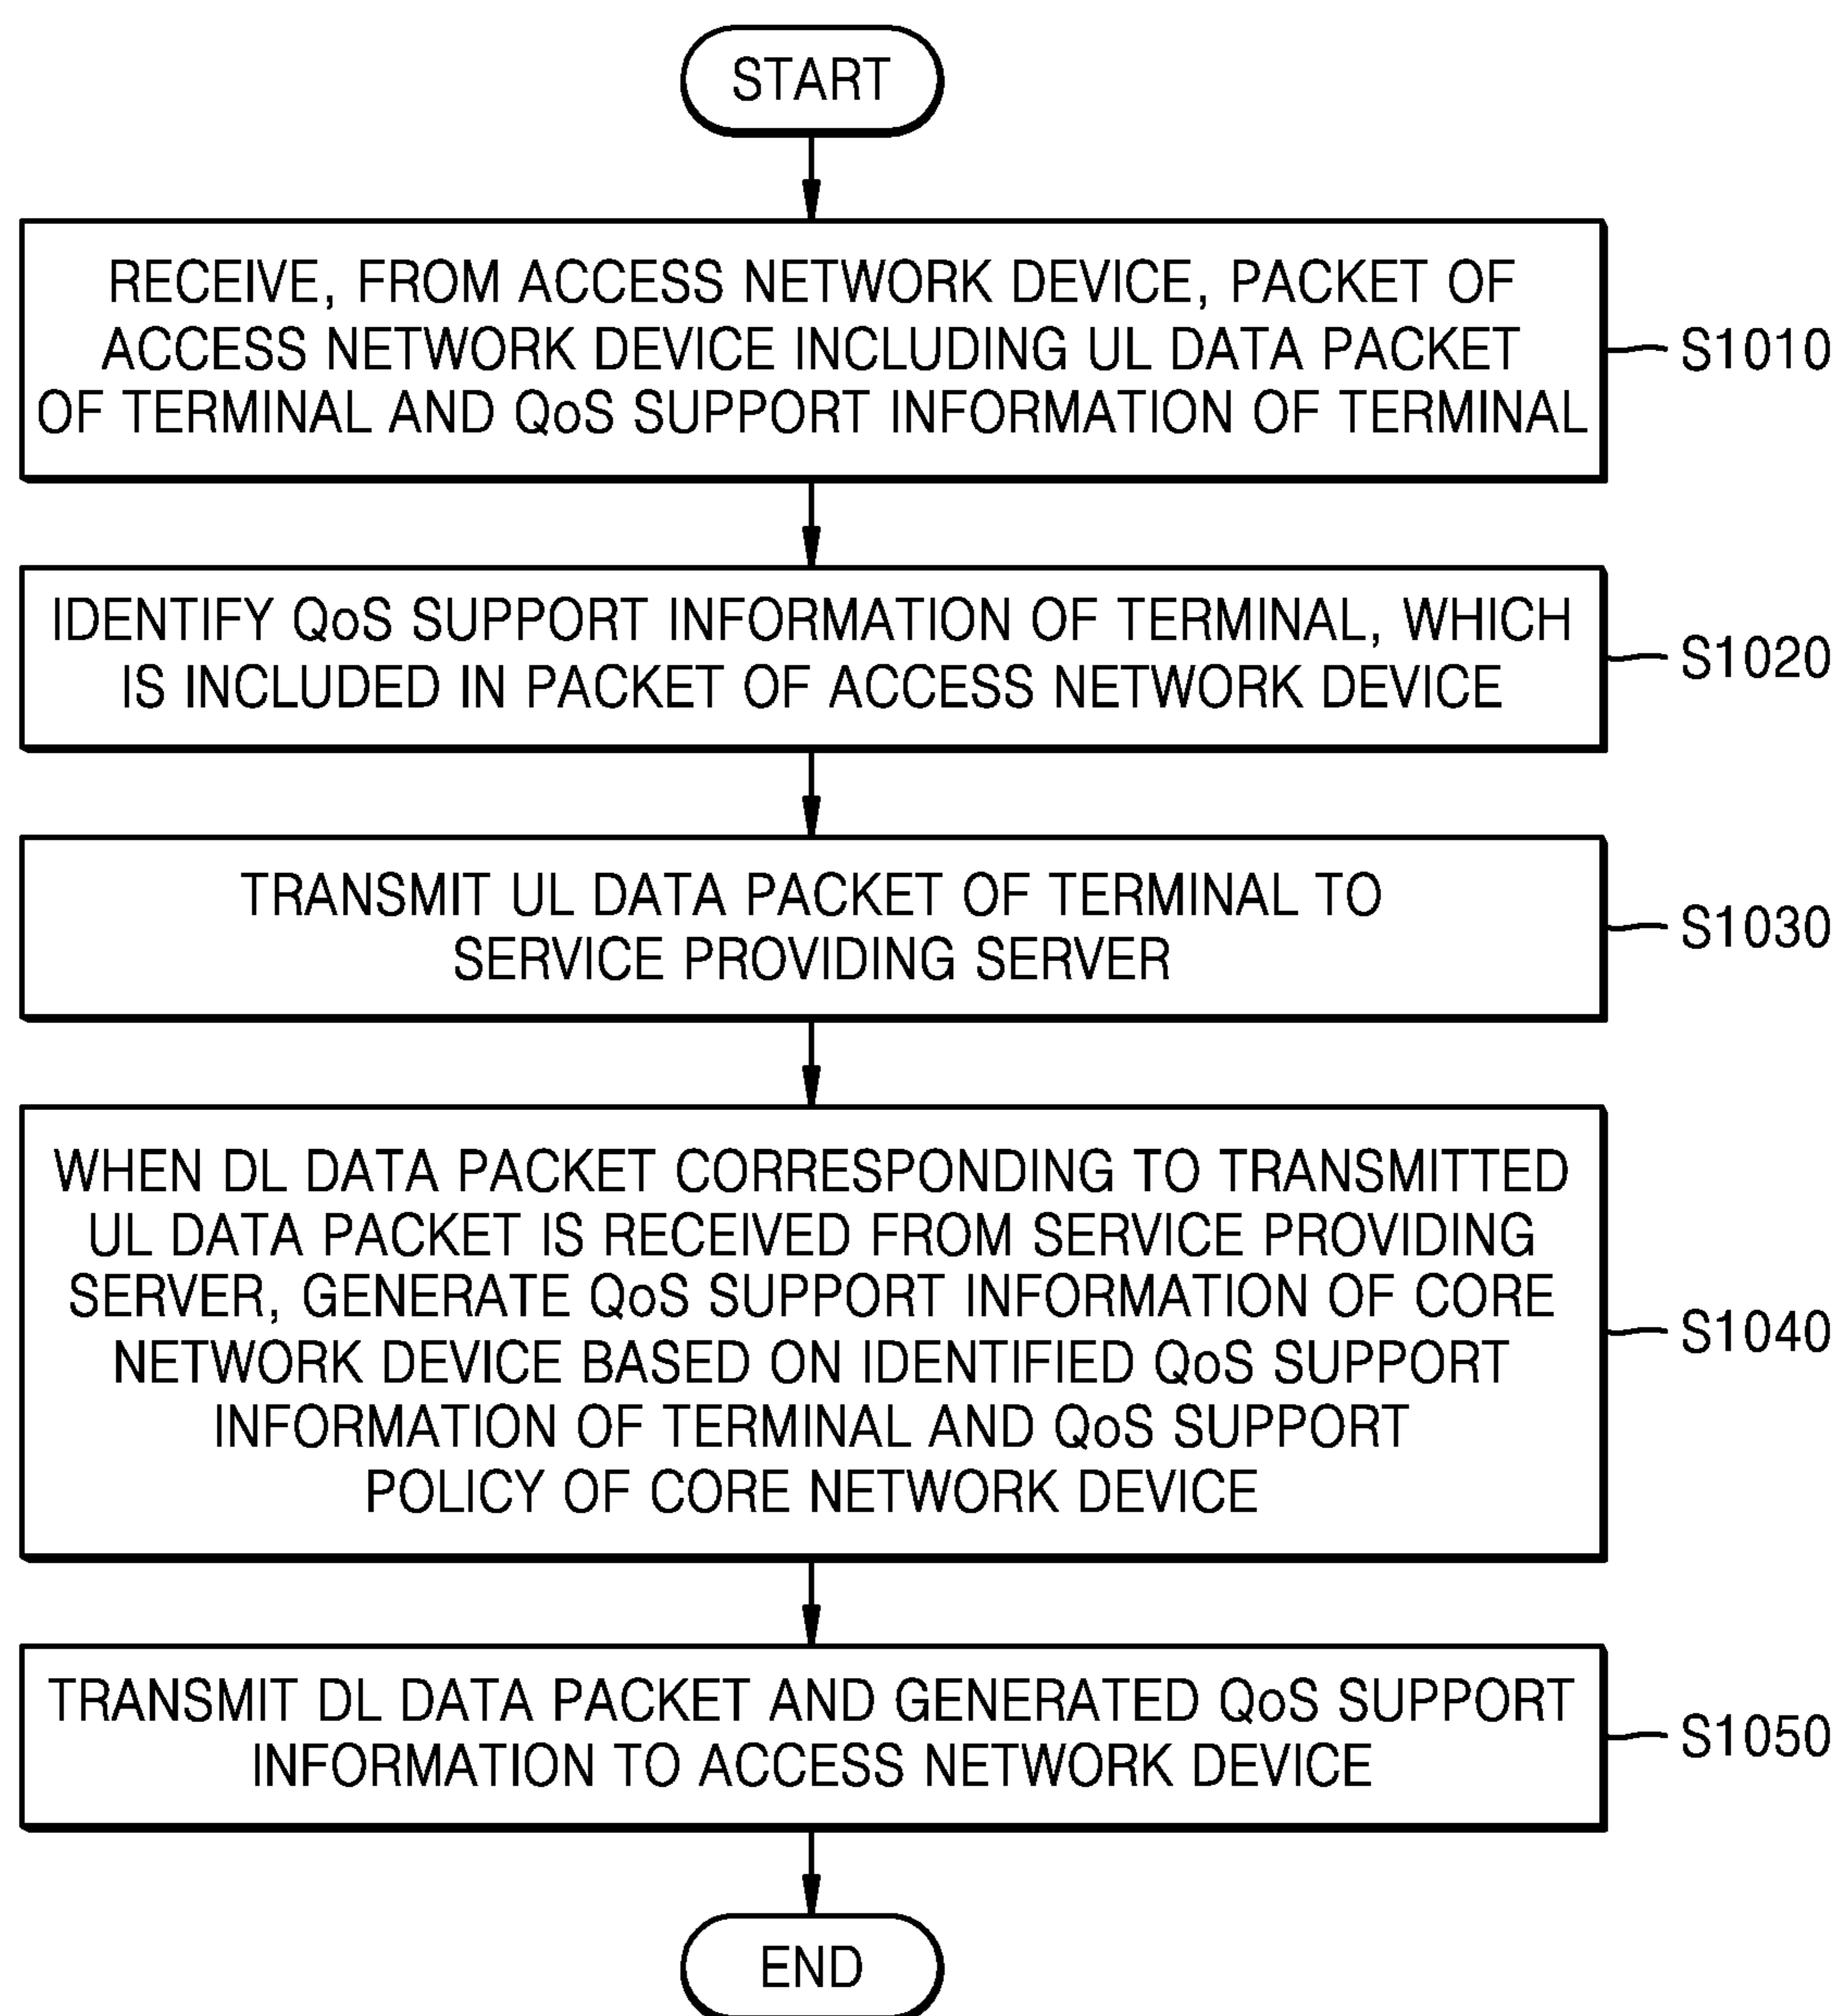 START
RECEIVE, FROM ACCESS NETWORK DEVICE, PACKET OF
ACCESS NETWORK DEVICE INCLUDING UL DATA PACKET
OF TERMINAL AND QoS SUPPORT INFORMATION OF TERMINAL
S1010
IDENTIFY QoS SUPPORT INFORMATION OF TERMINAL, WHICH
IS INCLUDED IN PACKET OF ACCESS NETWORK DEVICE
S1020
TRANSMIT UL DATA PACKET OF TERMINAL TO
SERVICE PROVIDING SERVER
S1030
WHEN DL DATA PACKET CORRESPONDING TO TRANSMITTED
UL DATA PACKET IS RECEIVED FROM SERVICE PROVIDING
SERVER, GENERATE QoS SUPPORT INFORMATION OF CORE
NETWORK DEVICE BASED ON IDENTIFIED QoS SUPPORT
INFORMATION OF TERMINAL AND QoS SUPPORT
POLICY OF CORE NETWORK DEVICE
S1040
TRANSMIT DL DATA PACKET AND GENERATED QoS SUPPORT
INFORMATION TO ACCESS NETWORK DEVICE
S1050
END